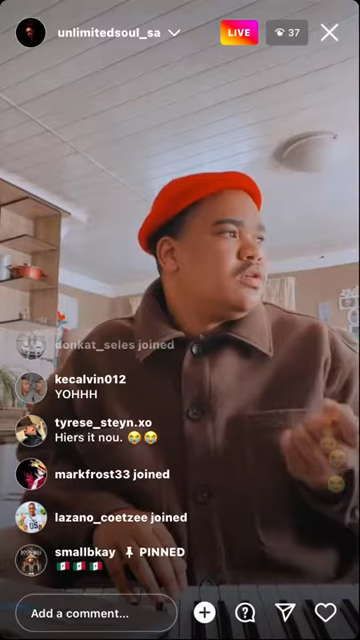 unlimitedsoul_sa
LIVE
37
donkat_seles joined
kecalvin012
YOHHH
tyrese_steyn.xo
Hiers it nou. 😭😭
markfrost33 joined
lazano_coetzee joined
smallbkay PINNED
🇲🇽🇲🇽🇲🇽
Add a comment...